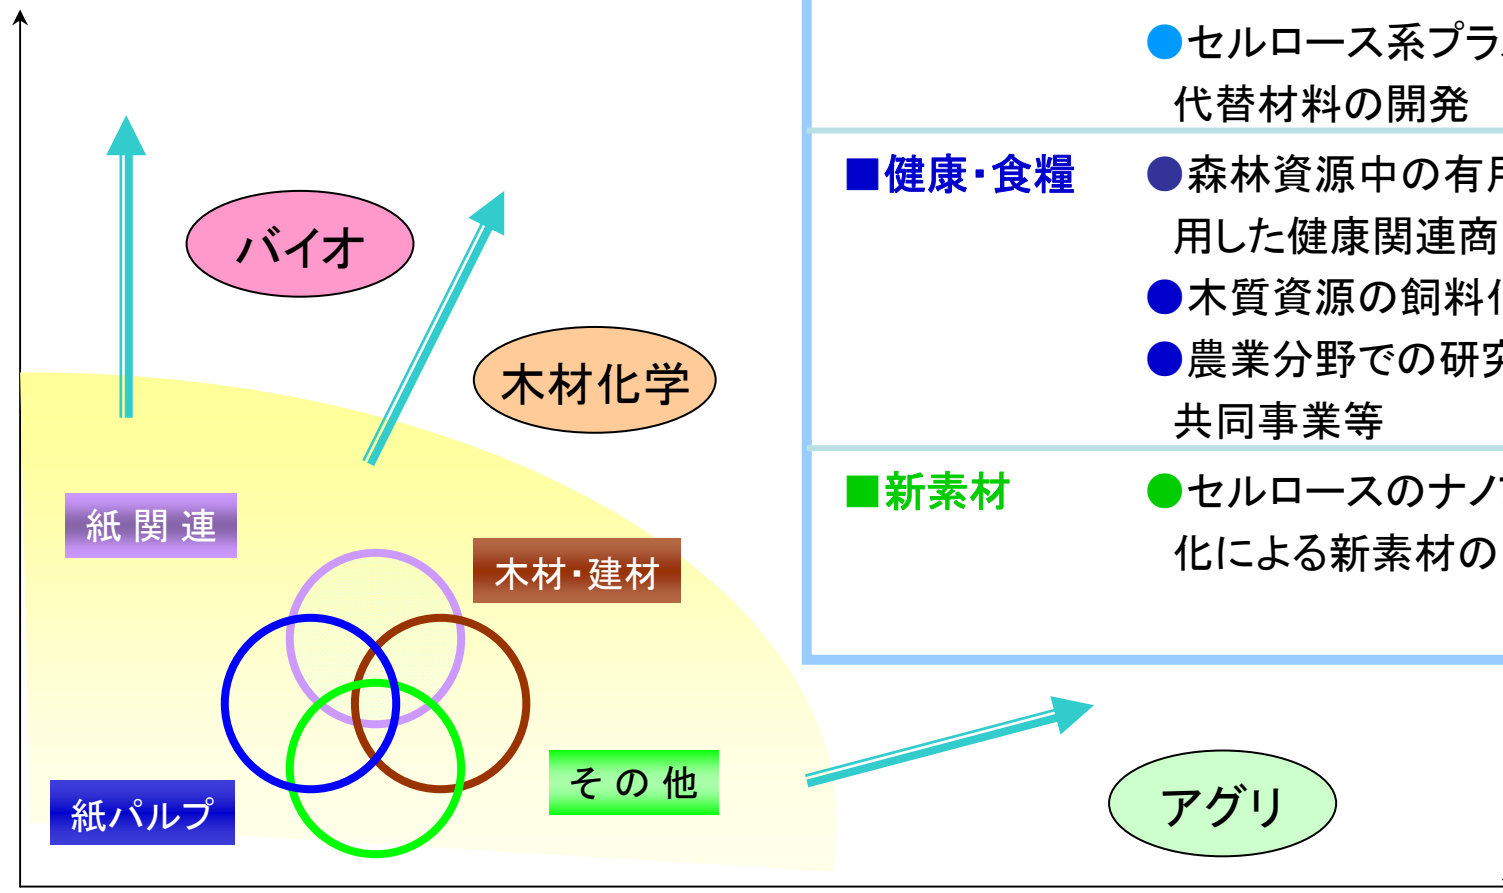 ●セルロース系プラ
代替材料の開発
■健康・食糧
●森林資源中の有用
用した健康関連商
●木質資源の飼料化
●農業分野での研究
共同事業等
■新素材
●セルロースのナノ
化による新素材の
バイオ
木材化学
紙関連
木材・建材
その他
紙パルプ
アグリ